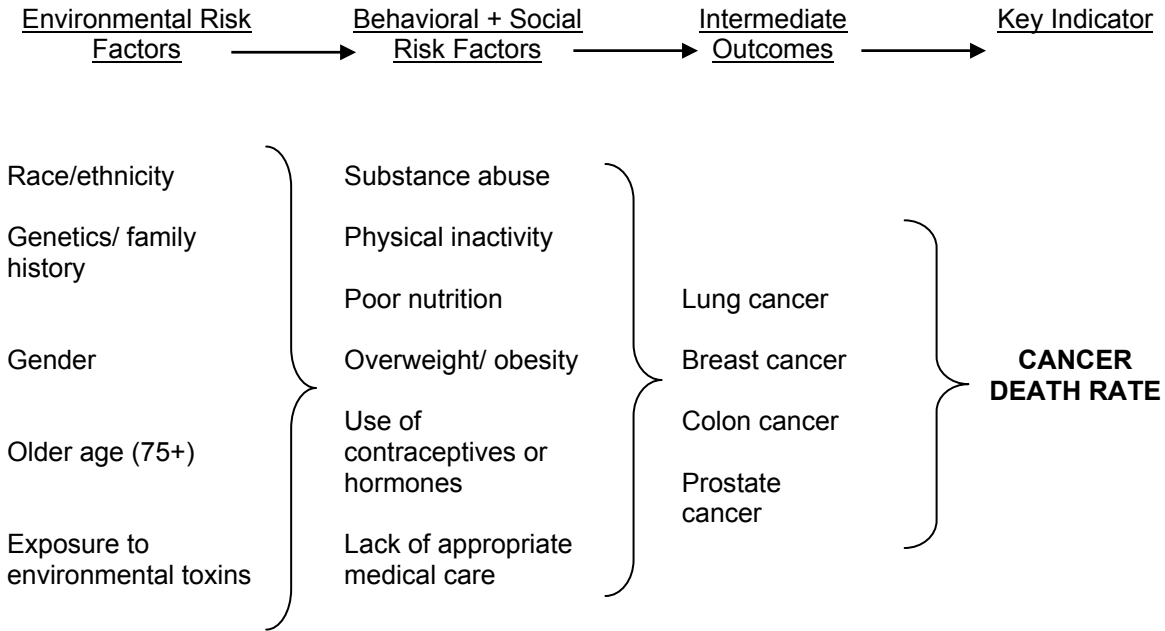 Environmental Risk
Factors
Behavioral + Social
Risk Factors
Intermediate
Outcomes
Key Indicator
Race/ethnicity
Genetics/ family
history
Gender
Older age (75+)
Exposure to
environmental toxins
Substance abuse
Physical inactivity
Poor nutrition
Overweight/ obesity
Use of
contraceptives or
hormones
Lack of appropriate
medical care
Lung cancer
Breast cancer
Colon cancer
Prostate
cancer
CANCER
DEATH RATE